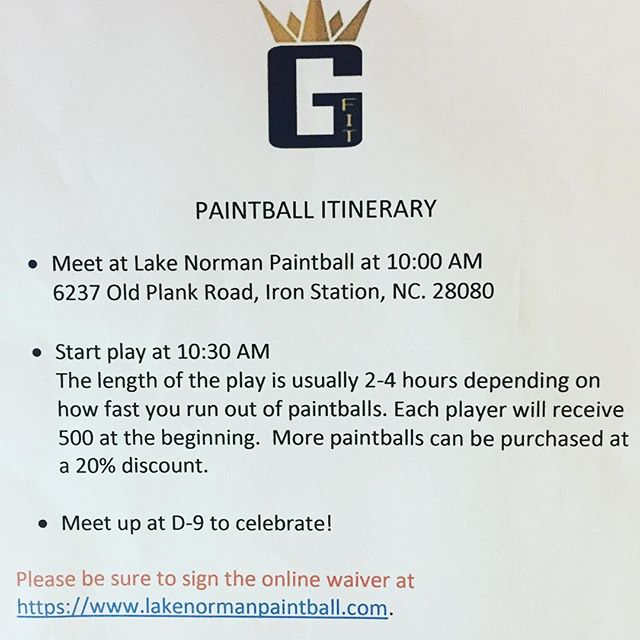 G
FIT
PAINTBALL ITINERARY
• Meet at Lake Norman Paintball at 10:00 AM
6237 Old Plank Road, Iron Station, NC. 28080
• Start play at 10:30 AM
The length of the play is usually 2-4 hours depending on
how fast you run out of paintballs. Each player will receive
500 at the beginning.  More paintballs can be purchased at
a 20% discount.
• Meet up at D-9 to celebrate!
Please be sure to sign the online waiver at
https://www.lakenormanpaintball.com.